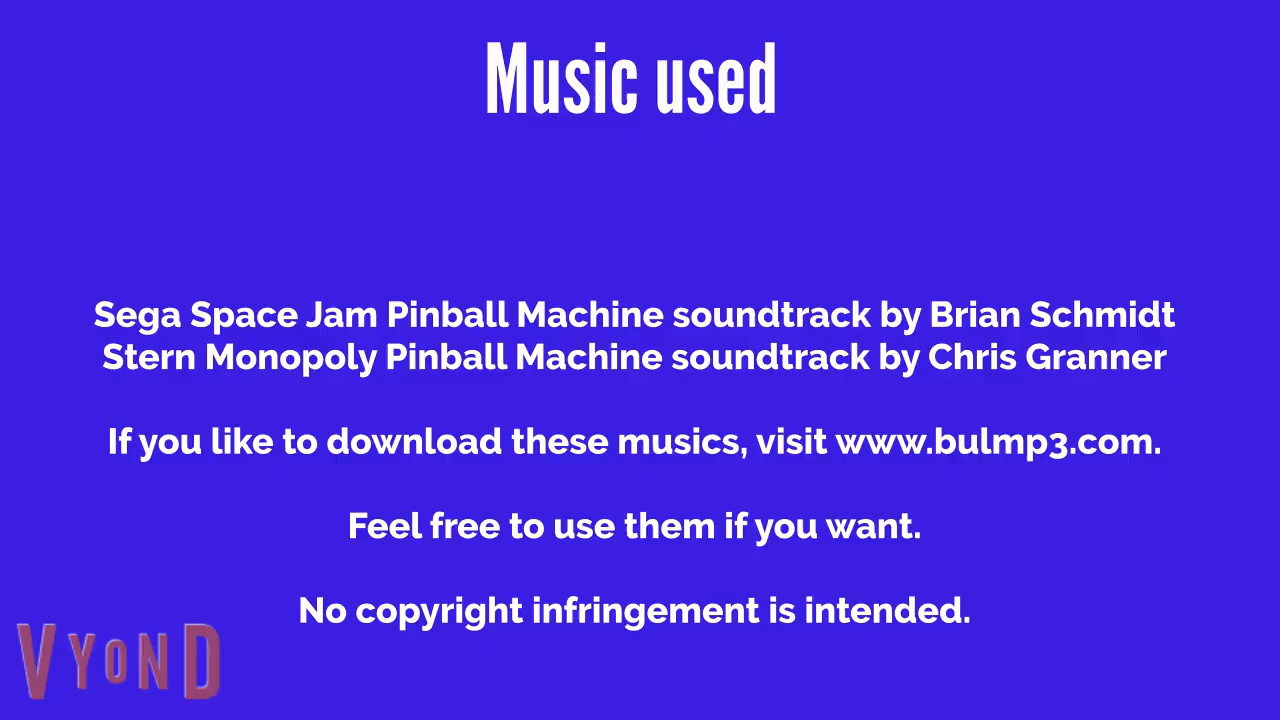 Music used
Sega Space Jam Pinball Machine soundtrack by Brian Schmidt
Stern Monopoly Pinball Machine soundtrack by Chris Granner
If you like to download these musics, visit www.bulmp3.com.
Feel free to use them if you want.
No copyright infringement is intended.
VYOND